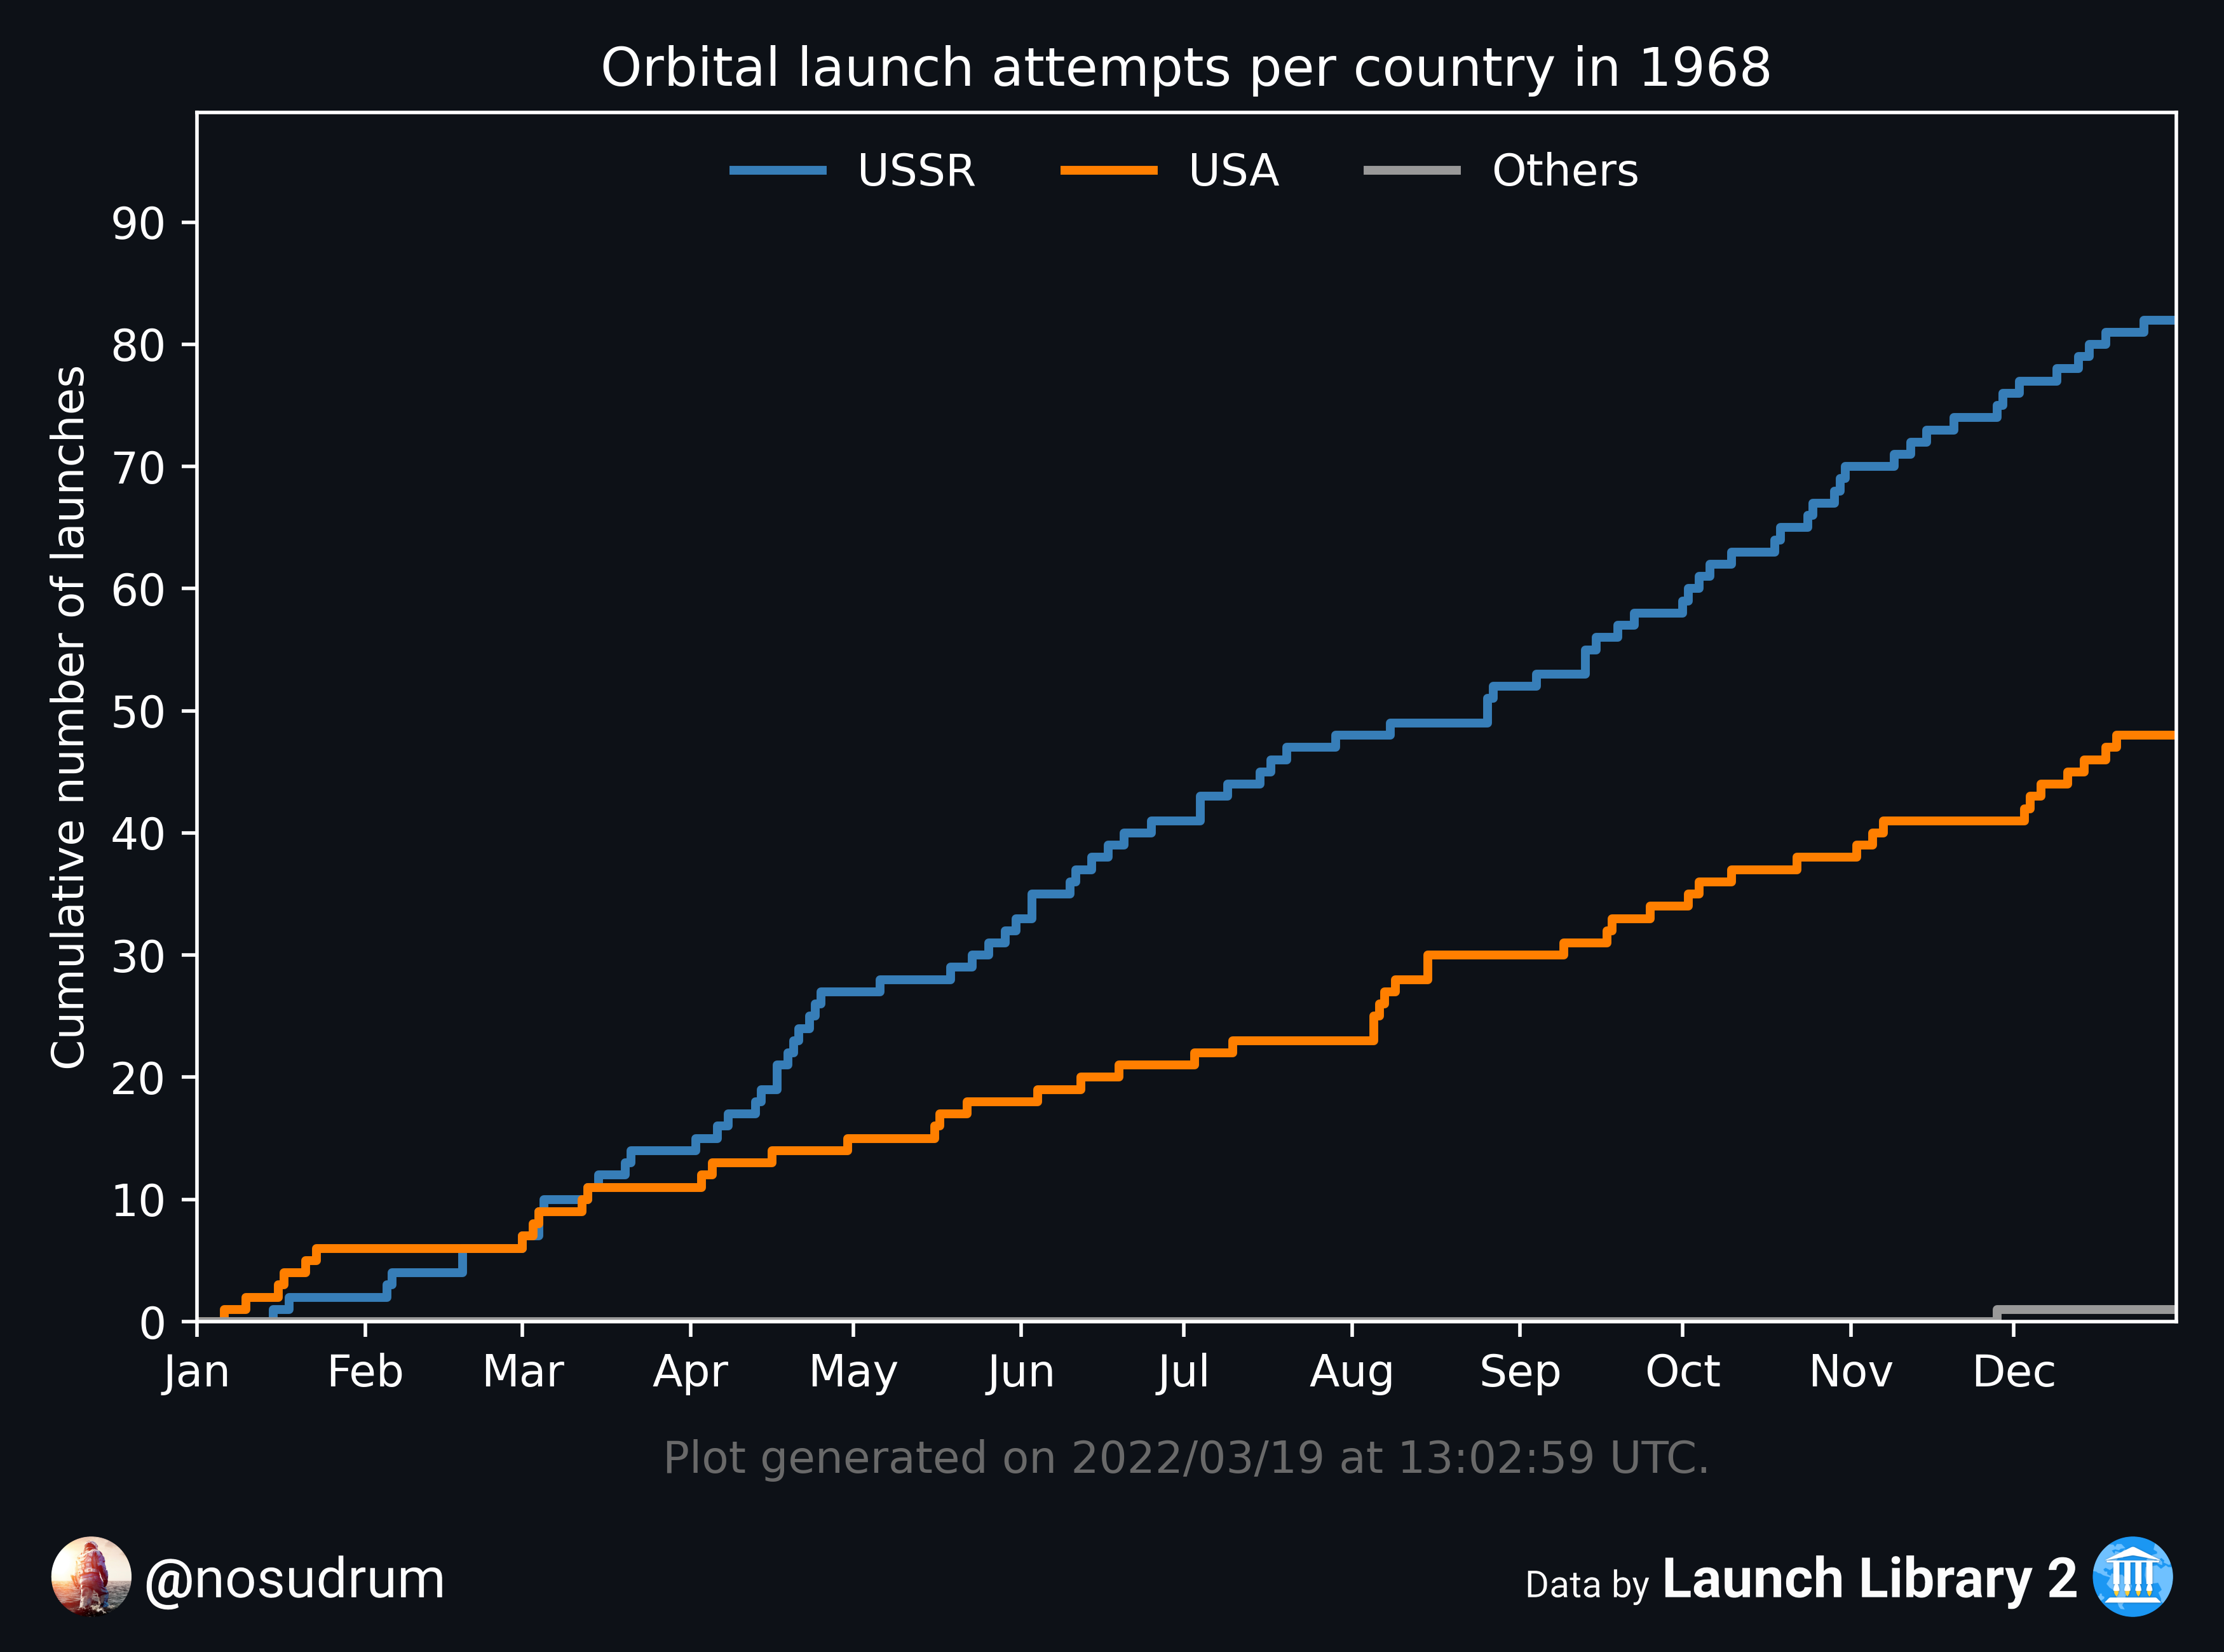 Orbital launch attempts per country in 1968
USSR USA Others
Cumulative number of launches
90
80
70
60
50
40
30
20
10
0
Jan Feb Mar Apr May Jun Jul Aug Sep Oct Nov Dec
Plot generated on 2022/03/19 at 13:02:59 UTC.
@nosudrum
Data by Launch Library 2